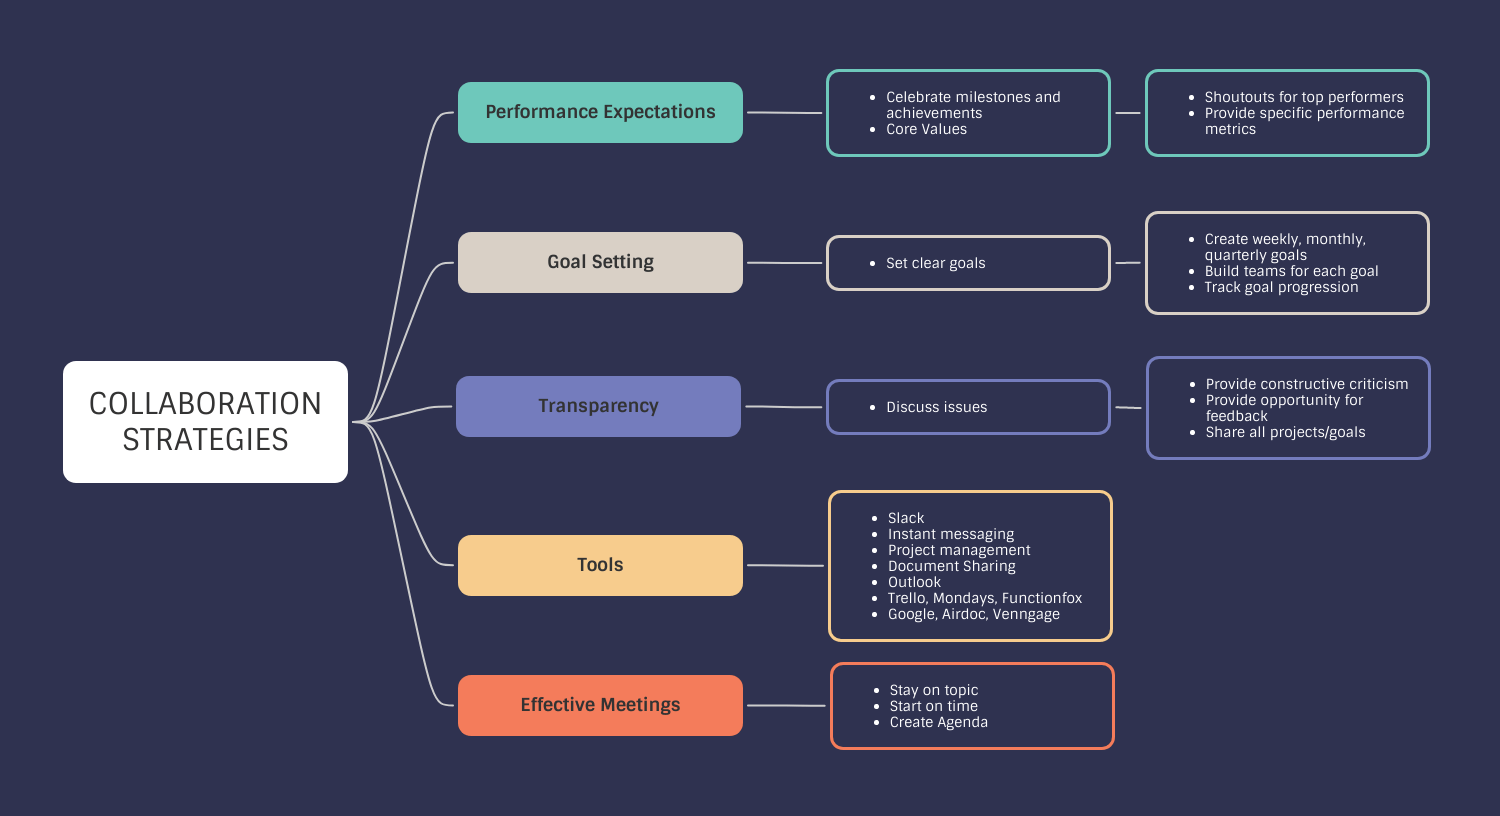 COLLABORATION
STRATEGIES
Performance Expectations
• Celebrate milestones and
achievements
• Core Values
• Shoutouts for top performers
• Provide specific performance
metrics
Goal Setting
• Set clear goals
• Create weekly, monthly,
quarterly goals
• Build teams for each goal
• Track goal progression
Transparency
• Discuss issues
• Provide constructive criticism
• Provide opportunity for
feedback
• Share all projects/goals
Tools
• Slack
• Instant messaging
• Project management
• Document Sharing
• Outlook
• Trello, Mondays, Functionfox
• Google, Airdoc, Venngage
Effective Meetings
• Stay on topic
• Start on time
• Create Agenda